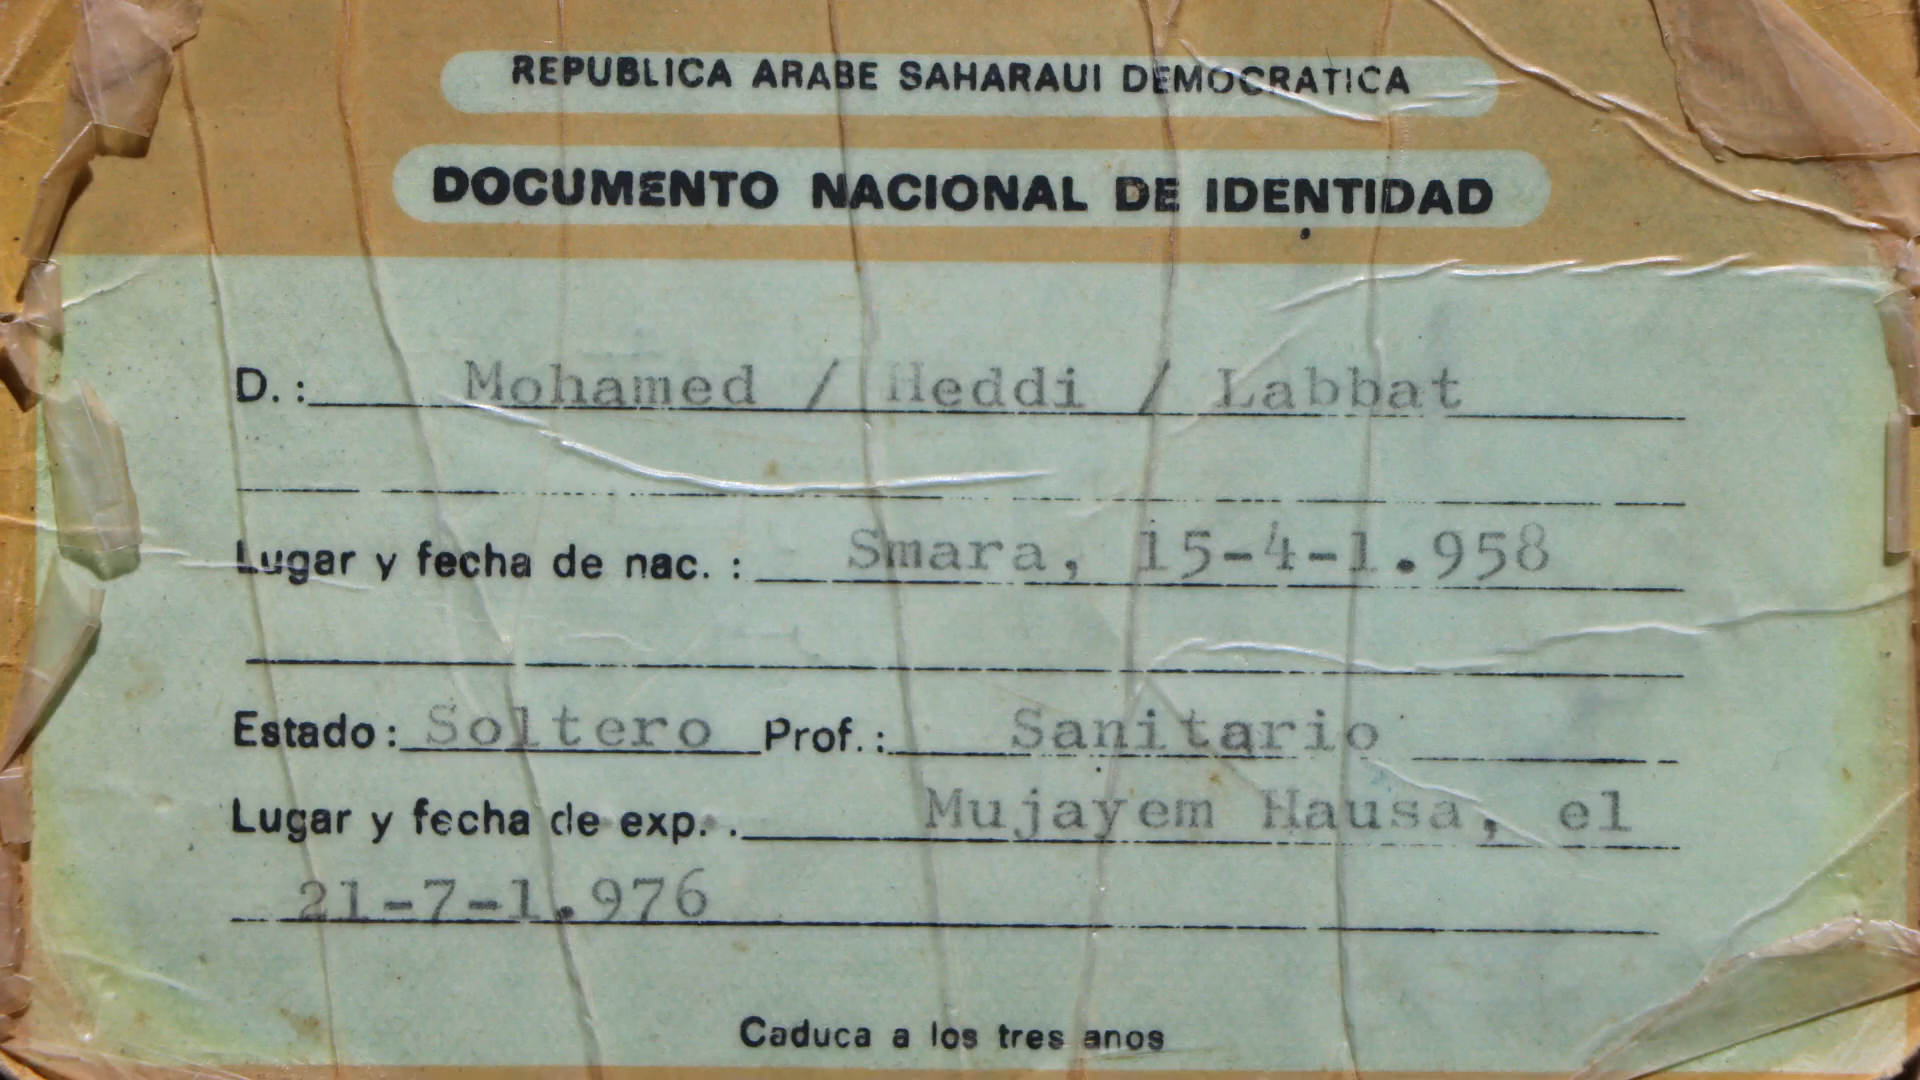 REPUBLICA ARABE SAHARAUI DEMOCRATICA
DOCUMENTO NACIONAL DE IDENTIDAD
D. : Mohamed / Heddi / Labbat
Lugar y fecha de nac. : Smara, 15-4-1.958
Estado : Soltero Prof. : Sanitario
Lugar y fecha de exp. . Mujayem Hausa, el
21-7-1.976
Caduca a los tres anos